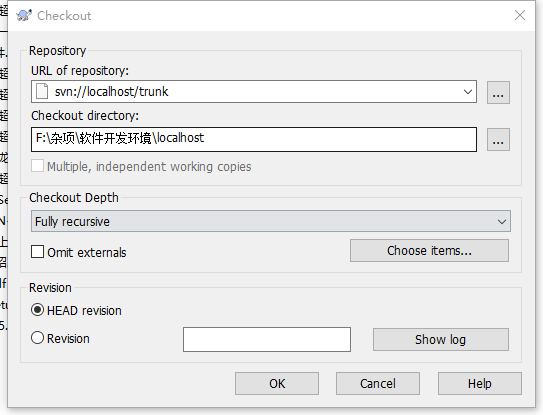 Checkout
Repository
URL of repository:
svn://localhost/trunk
...
Checkout directory:
F:\杂项\软件开发环境\localhost
...
Multiple, independent working copies
Checkout Depth
Fully recursive
Omit externals
Choose items...
Revision
HEAD revision
Revision
Show log
OK
Cancel
Help